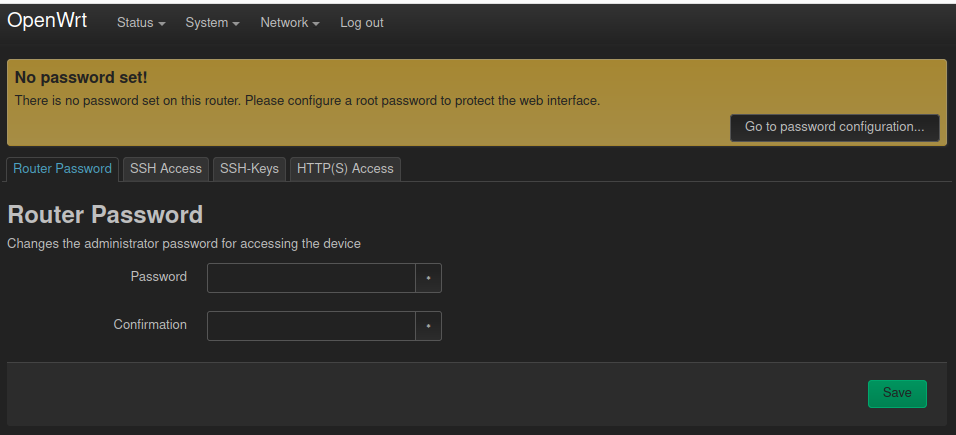 OpenWrt Status System Network Log out
No password set!
There is no password set on this router. Please configure a root password to protect the web interface.
Go to password configuration...
Router Password SSH Access SSH-Keys HTTP(S) Access
Router Password
Changes the administrator password for accessing the device
Password *
Confirmation *
Save